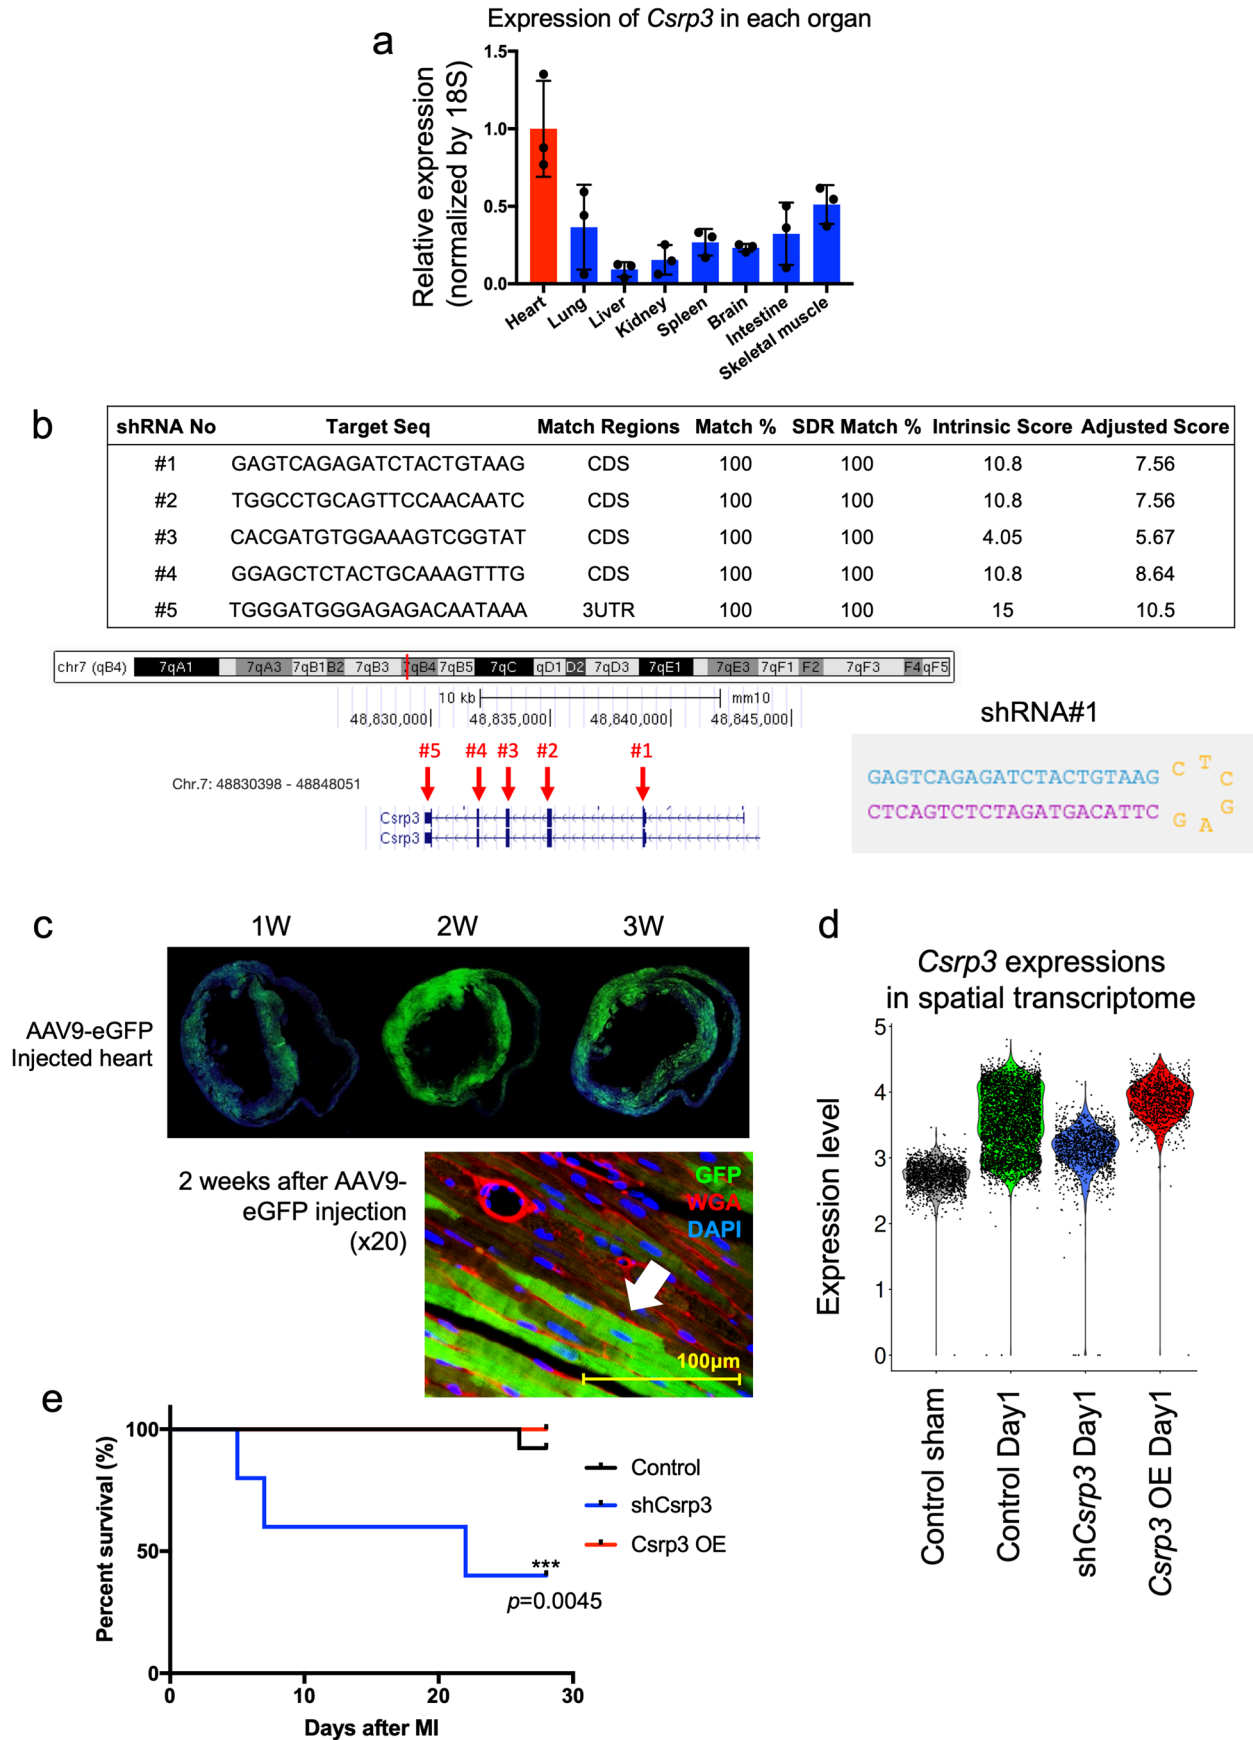 Expression of Csrp3 in each organ
a
Relative expression
(normalized by 18S)
1.5
1.0
0.5
0.0
Heart
Lung
Liver
Kidney
Spleen
Brain
Intestine
Skeletal muscle
b
shRNA No Target Seq Match Regions Match % SDR Match % Intrinsic Score Adjusted Score
#1 GAGTCAGAGATCTACTGTAAG CDS 100 100 10.8 7.56
#2 TGGCCTGCAGTTCCAACAATC CDS 100 100 10.8 7.56
#3 CACGATGTGGAAAGTCGGTAT CDS 100 100 4.05 5.67
#4 GGAGCTCTACTGCAAAGTTTG CDS 100 100 10.8 8.64
#5 TGGGATGGGAGAGACAATAAA 3UTR 100 100 15 10.5
chr7 (qB4) 7qA1 7qA3 7qB1 B2 7qB3 7qB4 7qB5 7qC qD1 D2 7qD3 7qE1 7qE3 7qF1 F2 7qF3 F4 qF5
10 kb mm10
48,830,000 48,835,000 48,840,000 48,845,000
#5 #4 #3 #2 #1
Chr.7: 48830398 - 48848051
Csrp3
Csrp3
shRNA#1
GAGTCAGAGATCTACTGTAAG C T C
CTCAGTCTCTAGATGACATTC G A G
c
1W 2W 3W
AAV9-eGFP
Injected heart
2 weeks after AAV9-
eGFP injection
(x20)
GFP
WGA
DAPI
100μm
d
Csrp3 expressions
in spatial transcriptome
Expression level
5
4
3
2
1
0
Control sham
Control Day1
shCsrp3 Day1
Csrp3 OE Day1
e
Percent survival (%)
100
50
0
0 10 20 30
Days after MI
Control
shCsrp3
Csrp3 OE
***
p=0.0045